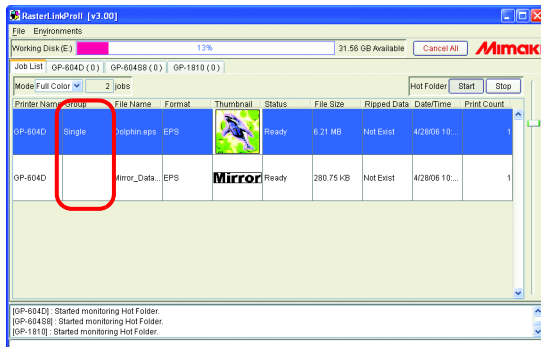 RasterLinkProII [v3.00]
File Environments
Working Disk(E:) 13% 31.56 GB Available Cancel All Mimaki
Job List GP-604D ( 0 ) GP-604S8 ( 0 ) GP-1810 ( 0 )
Mode Full Color 2 jobs Hot Folder Start Stop
Printer Name Group File Name Format Thumbnail Status File Size Ripped Data Date/Time Print Count
GP-604D Single Dolphin.eps EPS Ready 6.21 MB Not Exist 4/28/06 10:... 1
GP-604D Mirror_Data... EPS Mirror Ready 280.75 KB Not Exist 4/28/06 10:... 1
[GP-604D] : Started monitoring Hot Folder.
[GP-604S8] : Started monitoring Hot Folder.
[GP-1810] : Started monitoring Hot Folder.